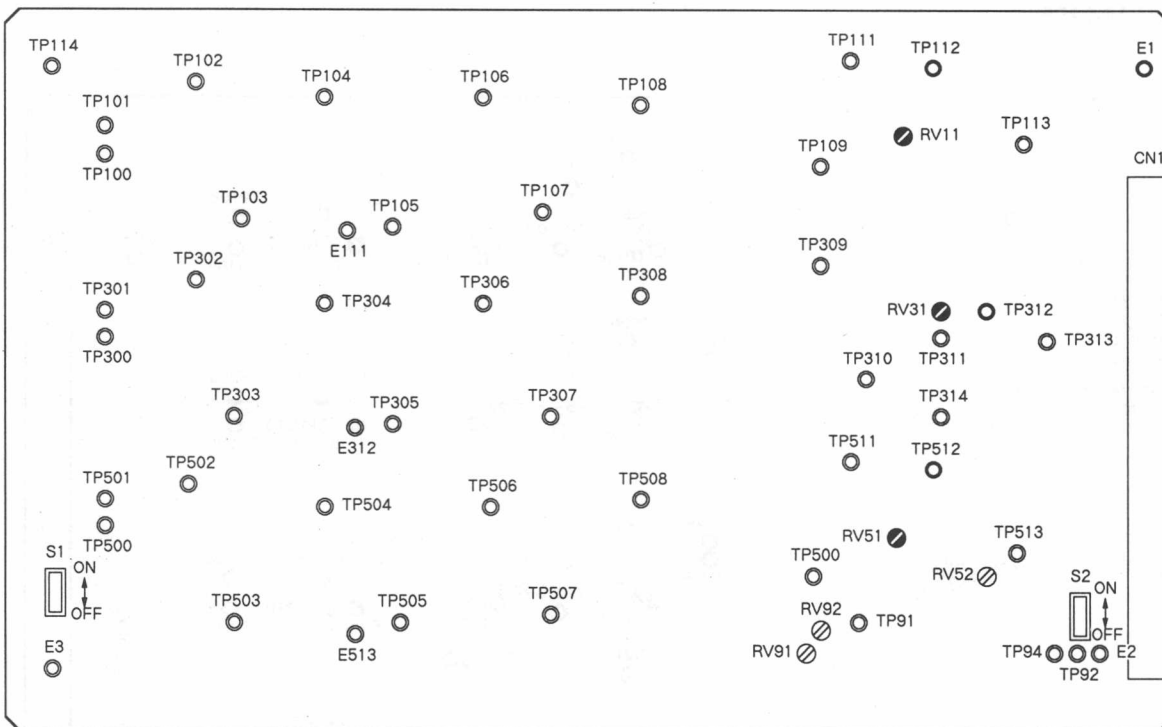 TP114
TP102
TP104
TP106
TP108
TP111
TP112
E1
TP101
TP100
RV11
TP113
TP109
CN1
TP103
TP105
TP107
E111
TP302
TP309
TP301
TP304
TP306
TP308
RV31
TP312
TP300
TP311
TP313
TP310
TP303
TP305
TP307
TP314
E312
TP511
TP512
TP502
TP501
TP504
TP506
TP508
TP500
RV51
TP513
S1
ON
OFF
TP500
RV52
S2
ON
OFF
TP503
TP505
TP507
RV92
TP91
E3
E513
RV91
TP94
TP92
E2